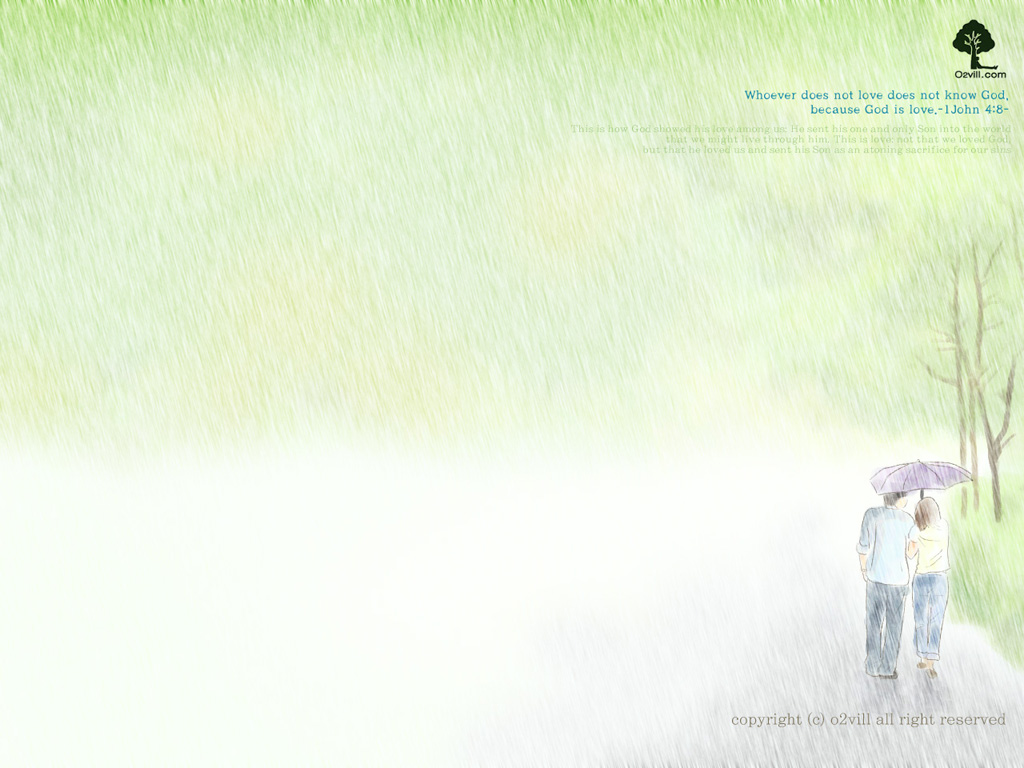 O2vill.com
Whoever does not love does not know God,
because God is love.-1John 4:8-
This is how God showed his love among us: He sent his one and only Son into the world
that we might live through him. This is love: not that we loved God,
but that he loved us and sent his Son as an atoning sacrifice for our sins
copyright (c) o2vill all right reserved